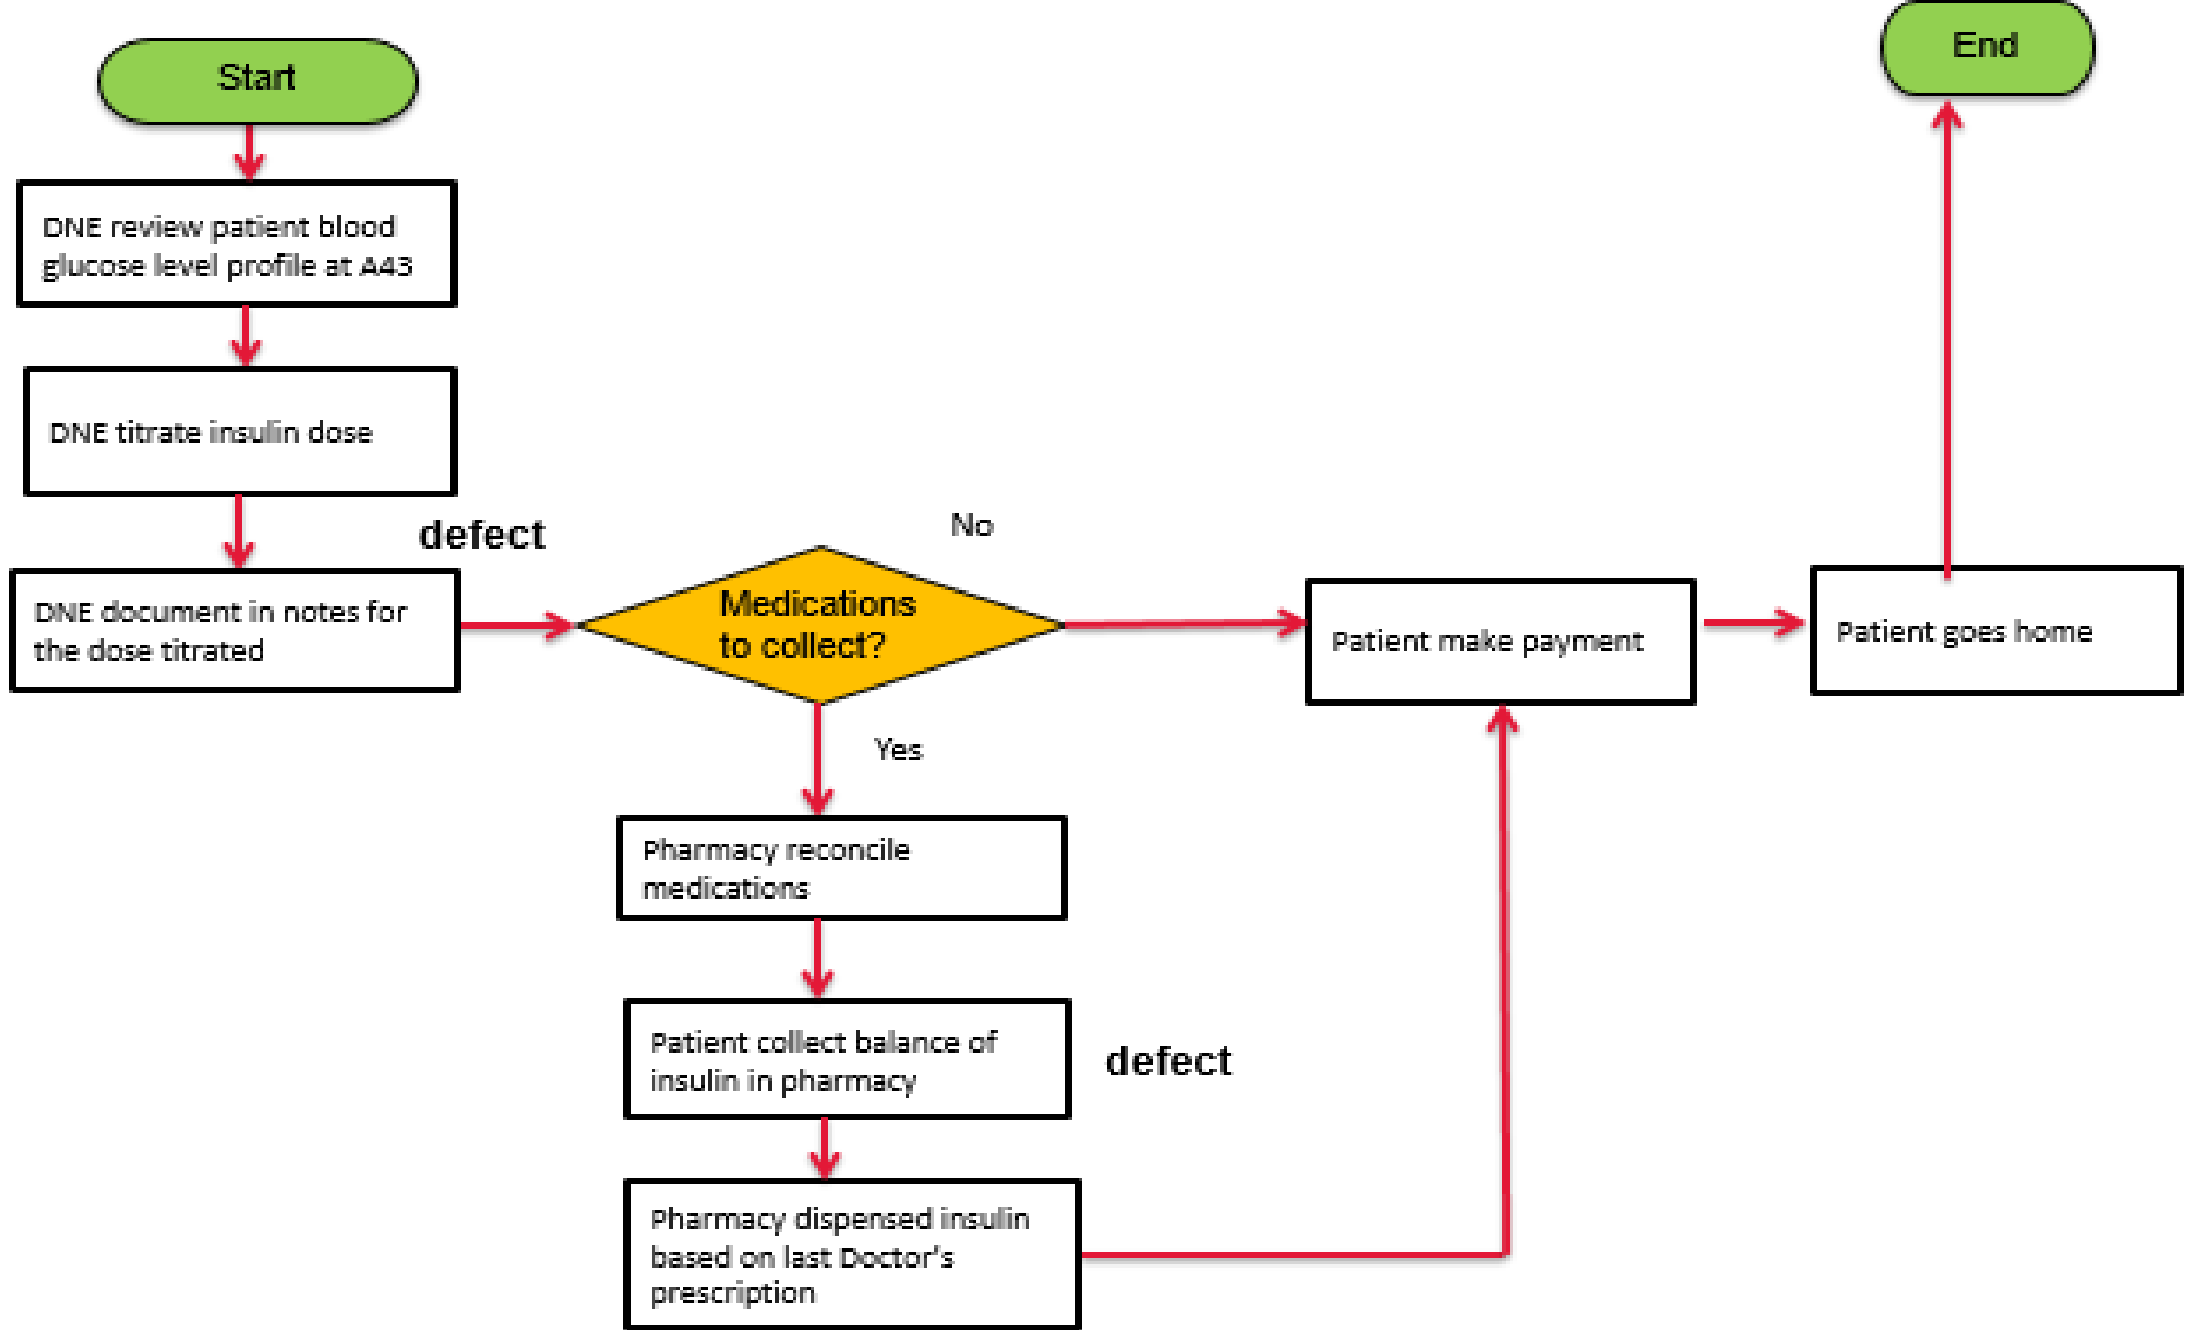 Start
End
DNE review patient blood
glucose level profile at A43
DNE titrate insulin dose
defect
DNE document in notes for
the dose titrated
Medications
to collect?
No
Patient make payment
Patient goes home
Yes
Pharmacy reconcile
medications
Patient collect balance of
insulin in pharmacy
defect
Pharmacy dispensed insulin
based on last Doctor's
prescription